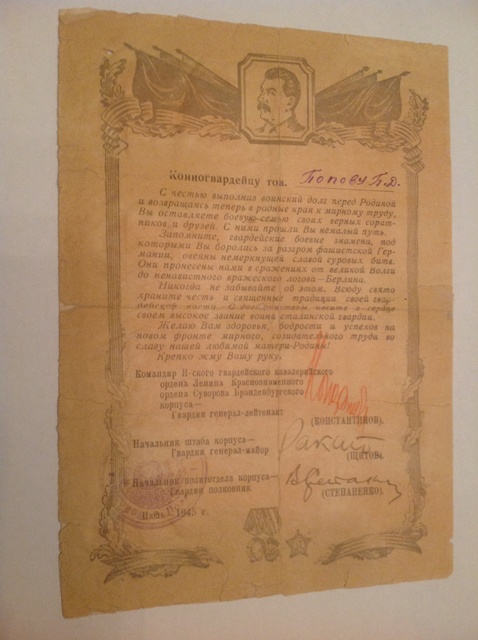 Конногвардейцу тов. Попову П.Д.
С честью выполнив воинский долг перед Родиной
и возвращаясь теперь в родные края к мирному труду,
Вы оставляете боевую семью своих верных сорат-
ников и друзей. С ними прошли Вы немалый путь.
Запомните, гвардейские боевые знамена, под
которыми Вы боролись за разгром фашистской Гер-
мании, овеяны немеркнущей славой суровых битв.
Они пронесены нами в сражениях от великой Волги
до ненавистного вражеского логова—Берлина.
Никогда не забывайте об этом. Всюду свято
храните честь и священные традиции своей гвар-
дейской части. С достоинством носите в сердце
своем высокое звание воина сталинской гвардии.
Желаю Вам здоровья, бодрости и успехов на
новом фронте мирного, созидательного труда во
славу нашей любимой матери-Родины!
Крепко жму Вашу руку.
Командир II-ского гвардейского кавалерийского
ордена Ленина Краснознаменного
ордена Суворова Бранденбургского
корпуса—
Гвардии генерал-лейтенант
(КОНСТАНТИНОВ).
Начальник штаба корпуса—
Гвардии генерал-майор
(ЩИТОВ).
Начальник политотдела корпуса—
Гвардии полковник
(СТЕПАНЕНКО).
1945 г.